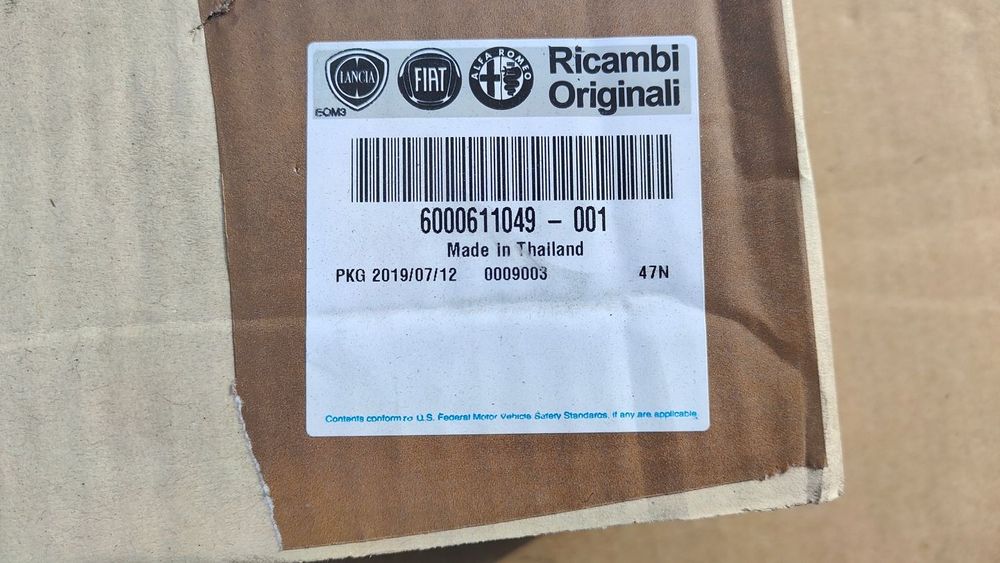 LANCIA
FIAT
ALFA ROMEO
Ricambi
Originali
EOM3
6000611049 - 001
Made in Thailand
PKG 2019/07/12 0009003 47N
Contents conform to U.S. Federal Motor Vehicle Safety Standards, if any are applicable